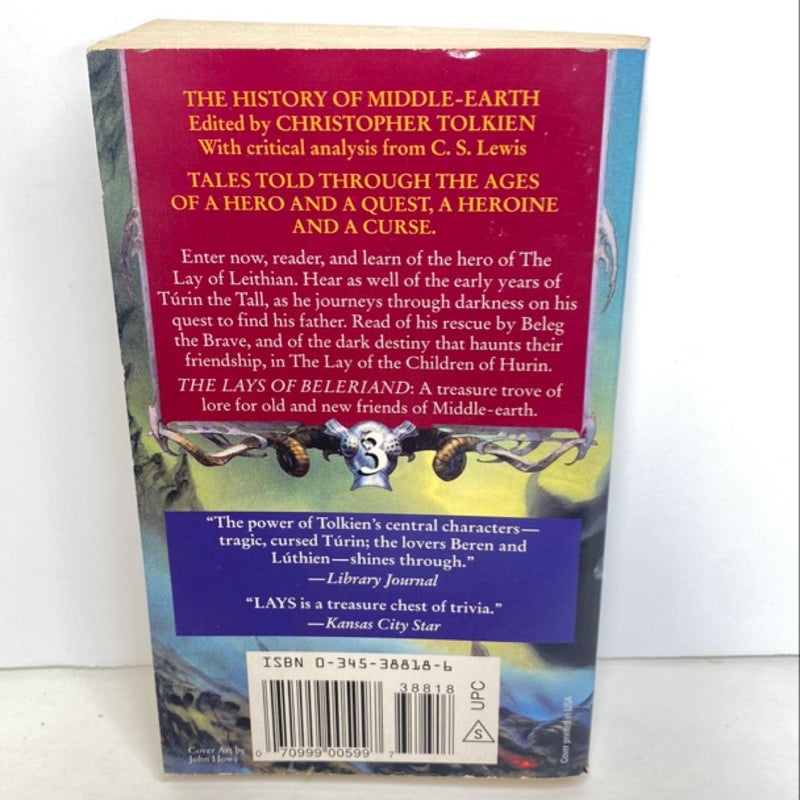 THE HISTORY OF MIDDLE-EARTH
Edited by CHRISTOPHER TOLKIEN
With critical analysis from C. S. Lewis
TALES TOLD THROUGH THE AGES
OF A HERO AND A QUEST, A HEROINE
AND A CURSE.
Enter now, reader, and learn of the hero of The
Lay of Leithian. Hear as well of the early years of
Túrin the Tall, as he journeys through darkness on his
quest to find his father. Read of his rescue by Beleg
the Brave, and of the dark destiny that haunts their
friendship, in The Lay of the Children of Hurin.
THE LAYS OF BELERIAND: A treasure trove of
lore for old and new friends of Middle-earth.
3
“The power of Tolkien’s central characters—
tragic, cursed Túrin; the lovers Beren and
Lúthien—shines through.”
—Library Journal
“LAYS is a treasure chest of trivia.”
—Kansas City Star
ISBN 0-345-38818-6
38818
UPC
S
0 70999 00599 7
Cover Art by
John Howe
Cover printed in USA